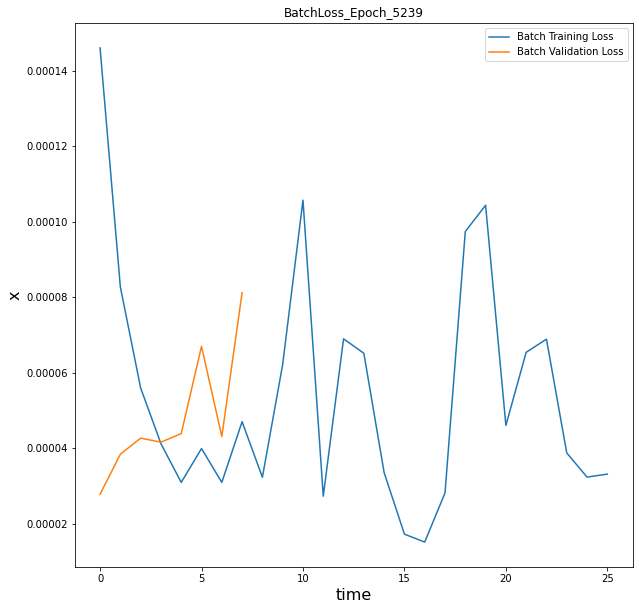 BatchLoss_Epoch_5239
Batch Training Loss
Batch Validation Loss
0.00014
0.00012
0.00010
0.00008
0.00006
0.00004
0.00002
x
0 5 10 15 20 25
time